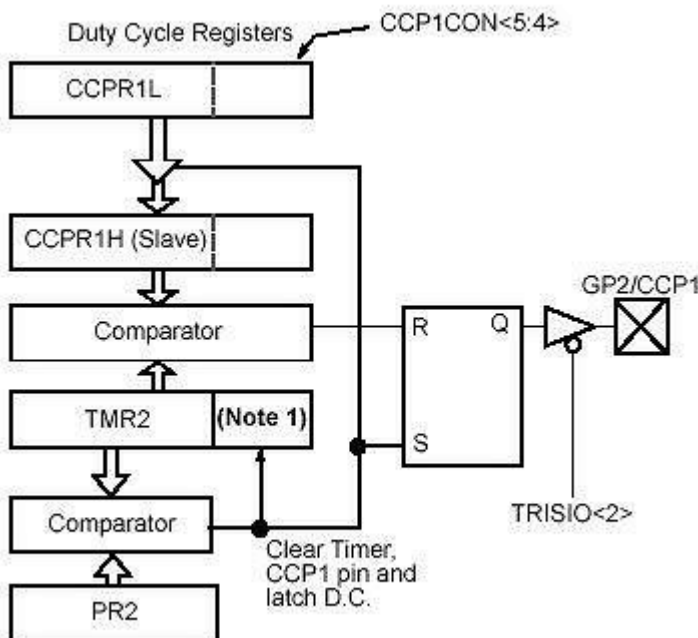 Duty Cycle Registers
CCP1CON<5:4>
CCPR1L
CCPR1H (Slave)
Comparator
TMR2
(Note 1)
Comparator
PR2
Clear Timer,
CCP1 pin and
latch D.C.
R
Q
S
GP2/CCP1
TRISIO<2>